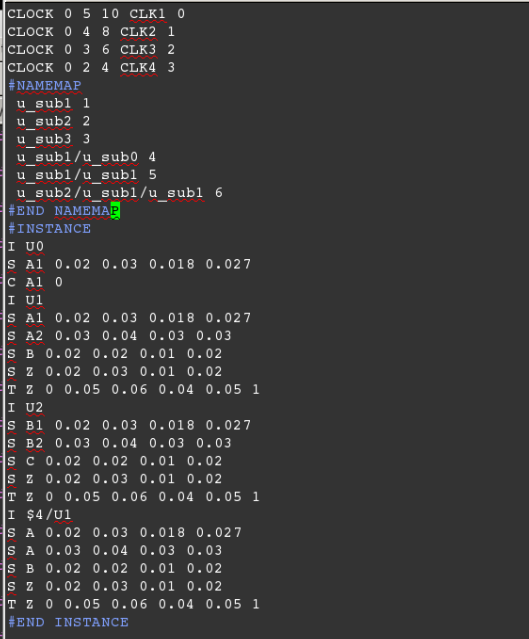 CLOCK 0 5 10 CLK1 0
CLOCK 0 4 8 CLK2 1
CLOCK 0 3 6 CLK3 2
CLOCK 0 2 4 CLK4 3
#NAMEMAP
u_sub1 1
u_sub2 2
u_sub3 3
u_sub1/u_sub0 4
u_sub1/u_sub1 5
u_sub2/u_sub1/u_sub1 6
#END NAMEMAP
#INSTANCE
I U0
S A1 0.02 0.03 0.018 0.027
C A1 0
I U1
S A1 0.02 0.03 0.018 0.027
S A2 0.03 0.04 0.03 0.03
S B 0.02 0.02 0.01 0.02
S Z 0.02 0.03 0.01 0.02
T Z 0 0.05 0.06 0.04 0.05 1
I U2
S B1 0.02 0.03 0.018 0.027
S B2 0.03 0.04 0.03 0.03
S C 0.02 0.02 0.01 0.02
S Z 0.02 0.03 0.01 0.02
T Z 0 0.05 0.06 0.04 0.05 1
I $4/U1
S A 0.02 0.03 0.018 0.027
S A 0.03 0.04 0.03 0.03
S B 0.02 0.02 0.01 0.02
S Z 0.02 0.03 0.01 0.02
T Z 0 0.05 0.06 0.04 0.05 1
#END INSTANCE